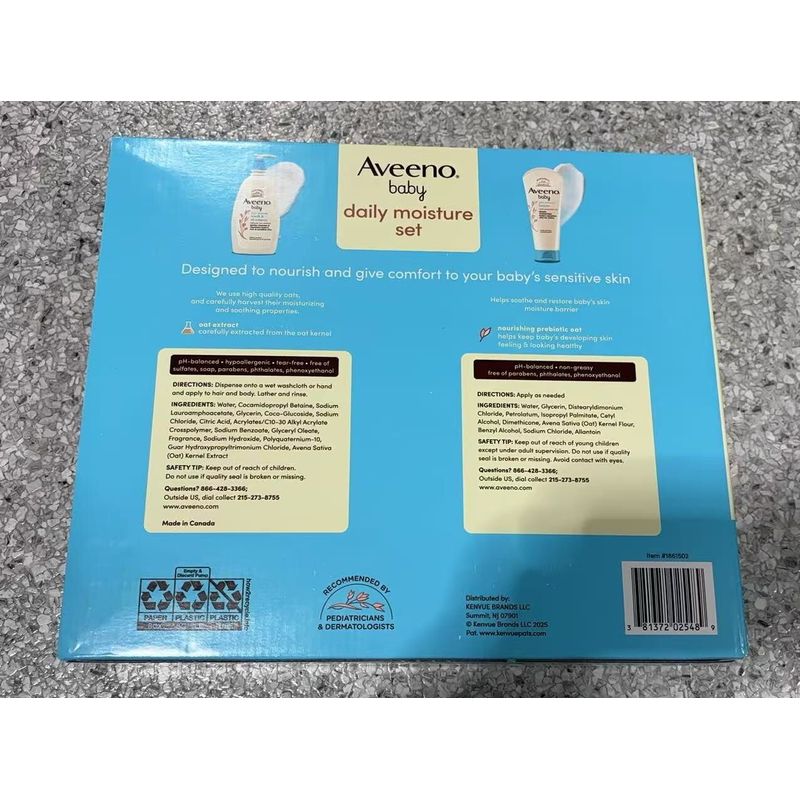 Aveeno®
baby
daily moisture
set
Aveeno
baby
Aveeno
baby
Designed to nourish and give comfort to your baby's sensitive skin
We use high quality oats,
and carefully harvest their moisturizing
and soothing properties.
oat extract
carefully extracted from the oat kernel
pH-balanced • hypoallergenic • tear-free • free of
sulfates, soap, parabens, phthalates, phenoxyethanol
DIRECTIONS: Dispense onto a wet washcloth or hand
and apply to hair and body. Lather and rinse.
INGREDIENTS: Water, Cocamidopropyl Betaine, Sodium
Lauroamphoacetate, Glycerin, Coco-Glucoside, Sodium
Chloride, Citric Acid, Acrylates/C10-30 Alkyl Acrylate
Crosspolymer, Sodium Benzoate, Glyceryl Oleate,
Fragrance, Sodium Hydroxide, Polyquaternium-10,
Guar Hydroxypropyltrimonium Chloride, Avena Sativa
(Oat) Kernel Extract
SAFETY TIP: Keep out of reach of children.
Do not use if quality seal is broken or missing.
Questions? 866-428-3366;
Outside US, dial collect 215-273-8755
www.aveeno.com
Made in Canada
Helps soothe and restore baby's skin
moisture barrier
nourishing prebiotic oat
helps keep baby's developing skin
feeling & looking healthy
pH-balanced • non-greasy
free of parabens, phthalates, phenoxyethanol
DIRECTIONS: Apply as needed
INGREDIENTS: Water, Glycerin, Distearyldimonium
Chloride, Petrolatum, Isopropyl Palmitate, Cetyl
Alcohol, Dimethicone, Avena Sativa (Oat) Kernel Flour,
Benzyl Alcohol, Sodium Chloride, Allantoin
SAFETY TIP: Keep out of reach of young children
except under adult supervision. Do not use if quality
seal is broken or missing. Avoid contact with eyes.
Questions? 866-428-3366;
Outside US, dial collect 215-273-8755
www.aveeno.com
Empty &
Discard Pump
PAPER PLASTIC PLASTIC
BOX
how2recycle.info
RECOMMENDED BY
PEDIATRICIANS
& DERMATOLOGISTS
Distributed by:
KENVUE BRANDS LLC
Summit, NJ 07901
© Kenvue Brands LLC 2025
Pat. www.kenvuepats.com
Item #1861502
3 81372 02548 9